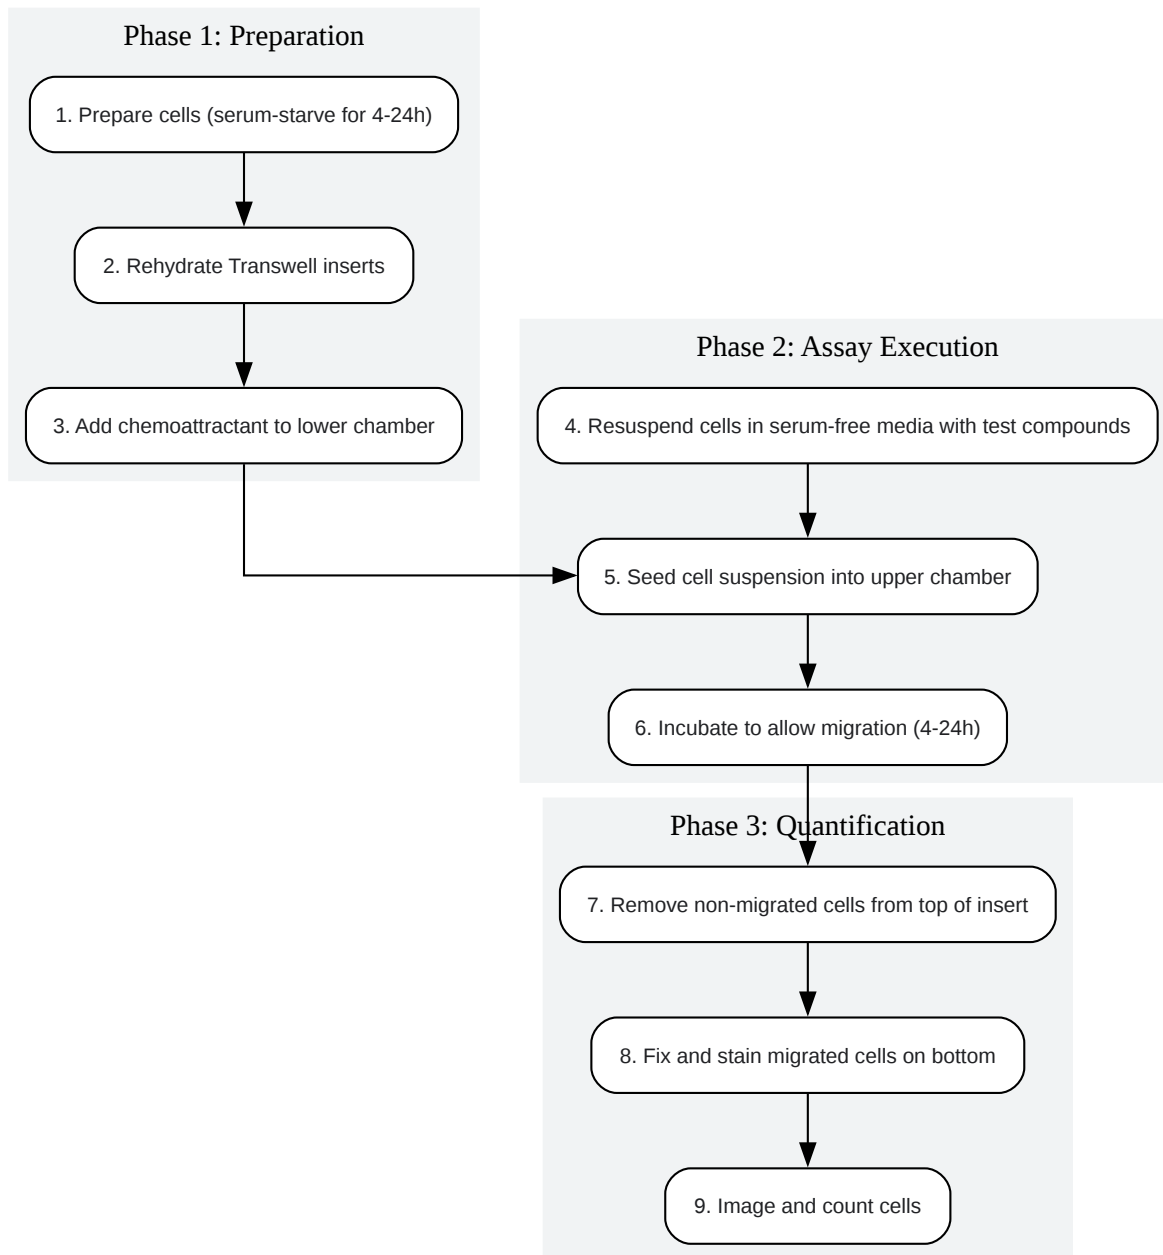 Phase 1: Preparation
1. Prepare cells (serum-starve for 4-24h)
2. Rehydrate Transwell inserts
3. Add chemoattractant to lower chamber
Phase 2: Assay Execution
4. Resuspend cells in serum-free media with test compounds
5. Seed cell suspension into upper chamber
6. Incubate to allow migration (4-24h)
Phase 3: Quantification
7. Remove non-migrated cells from top of insert
8. Fix and stain migrated cells on bottom
9. Image and count cells